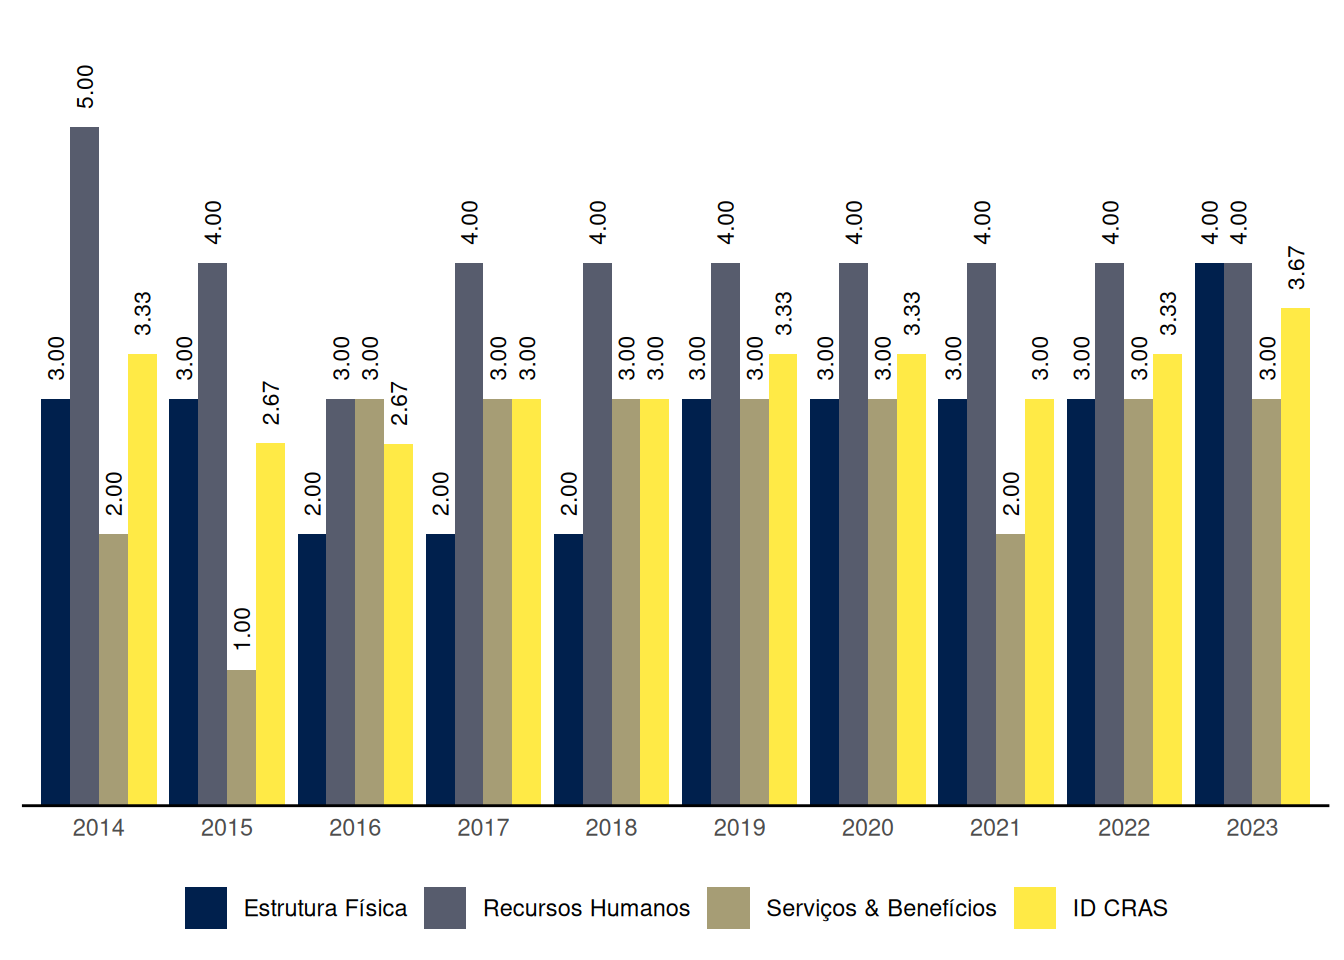 3.00 5.00 2.00 3.33
3.00 4.00 1.00 2.67
2.00 3.00 3.00 2.67
2.00 4.00 3.00 3.00
2.00 4.00 3.00 3.00
3.00 4.00 3.00 3.33
3.00 4.00 3.00 3.33
3.00 4.00 2.00 3.00
3.00 4.00 3.00 3.33
4.00 4.00 3.00 3.67
2014 2015 2016 2017 2018 2019 2020 2021 2022 2023
Estrutura Física Recursos Humanos Serviços & Benefícios ID CRAS